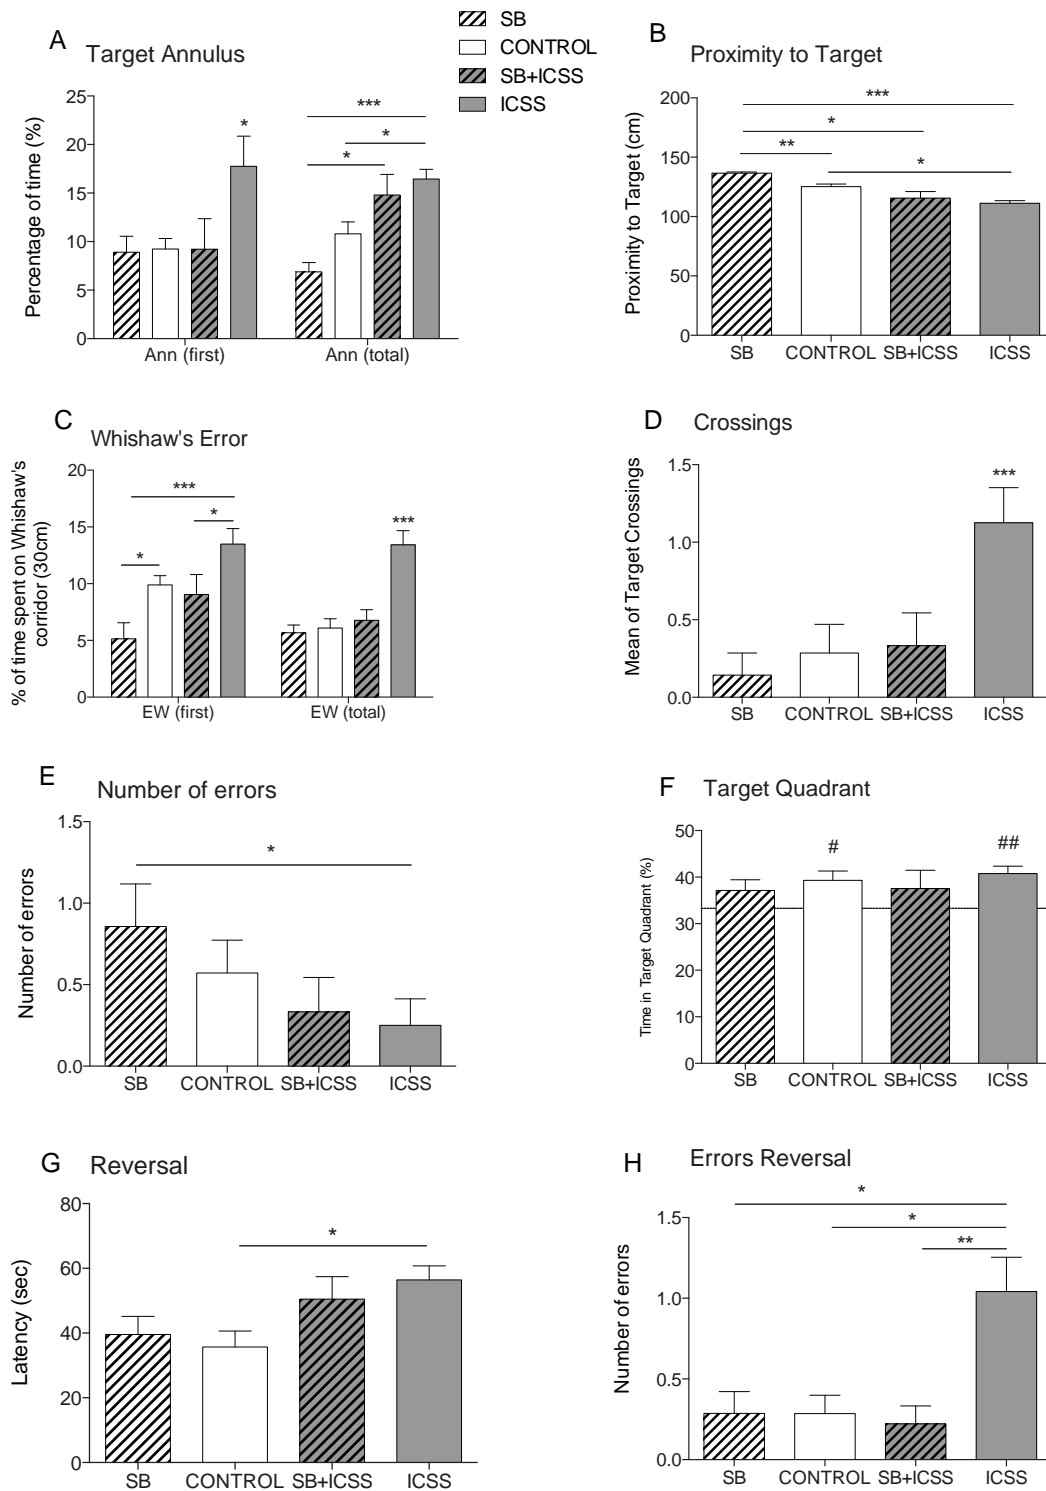 SB
CONTROL
SB+ICSS
ICSS
A Target Annulus
Percentage of time (%)
25
20
15
10
5
0
*
***
*
*
Ann (first) Ann (total)
B Proximity to Target
Proximity to Target (cm)
200
150
100
50
0
***
*
**
*
SB CONTROL SB+ICSS ICSS
C Whishaw's Error
% of time spent on Whishaw's
corridor (30cm)
20
15
10
5
0
***
*
*
***
EW (first) EW (total)
D Crossings
Mean of Target Crossings
1.5
1.0
0.5
0.0
***
SB CONTROL SB+ICSS ICSS
E Number of errors
Number of errors
1.5
1.0
0.5
0.0
*
SB CONTROL SB+ICSS ICSS
F Target Quadrant
Time in Target Quadrant (%)
50
40
30
20
10
0
# ##
SB CONTROL SB+ICSS ICSS
G Reversal
Latency (sec)
80
60
40
20
0
*
SB CONTROL SB+ICSS ICSS
H Errors Reversal
Number of errors
1.5
1.0
0.5
0.0
*
*
**
SB CONTROL SB+ICSS ICSS